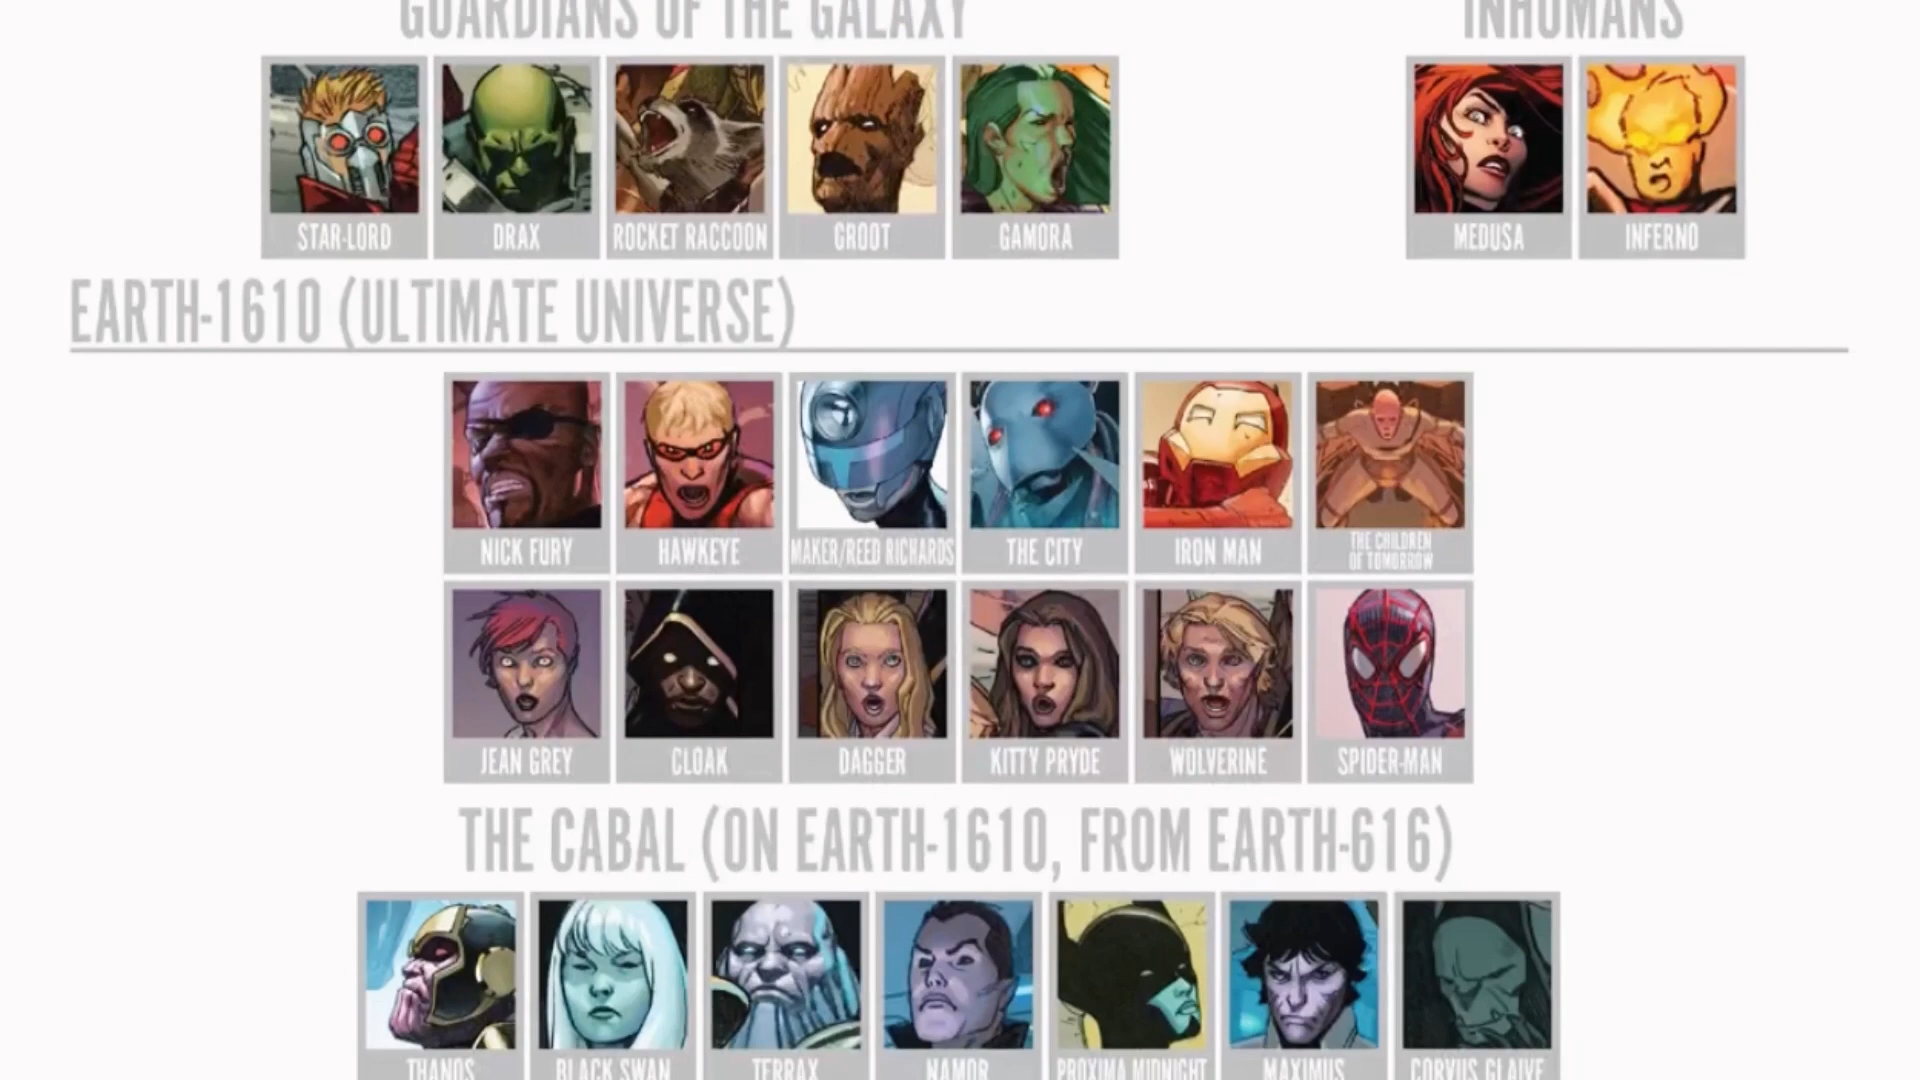 GUARDIANS OF THE GALAXY
INHUMANS
STAR-LORD
DRAX
ROCKET RACCOON
GROOT
GAMORA
MEDUSA
INFERNO
EARTH-1610 (ULTIMATE UNIVERSE)
NICK FURY
HAWKEYE
MAKER/REED RICHARDS
THE CITY
IRON MAN
THE CHILDREN
OF TOMORROW
JEAN GREY
CLOAK
DAGGER
KITTY PRYDE
WOLVERINE
SPIDER-MAN
THE CABAL (ON EARTH-1610, FROM EARTH-616)
THANOS
BLACK SWAN
TERRAX
NAMOR
PROXIMA MIDNIGHT
MAXIMUS
CORVUS GLAIVE